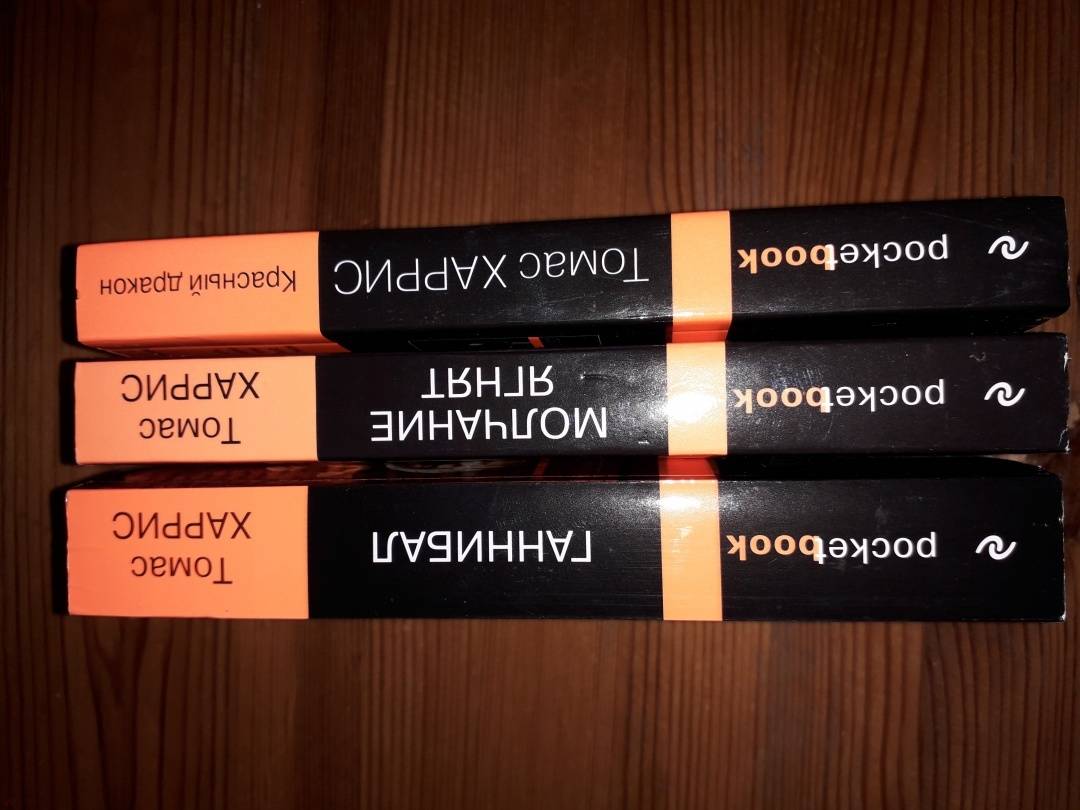 pocketbook
Томас ХАРРИС
Красный дракон
pocketbook
МОЛЧАНИЕ
ЯГНЯТ
Томас
ХАРРИС
pocketbook
ГАННИБАЛ
Томас
ХАРРИС